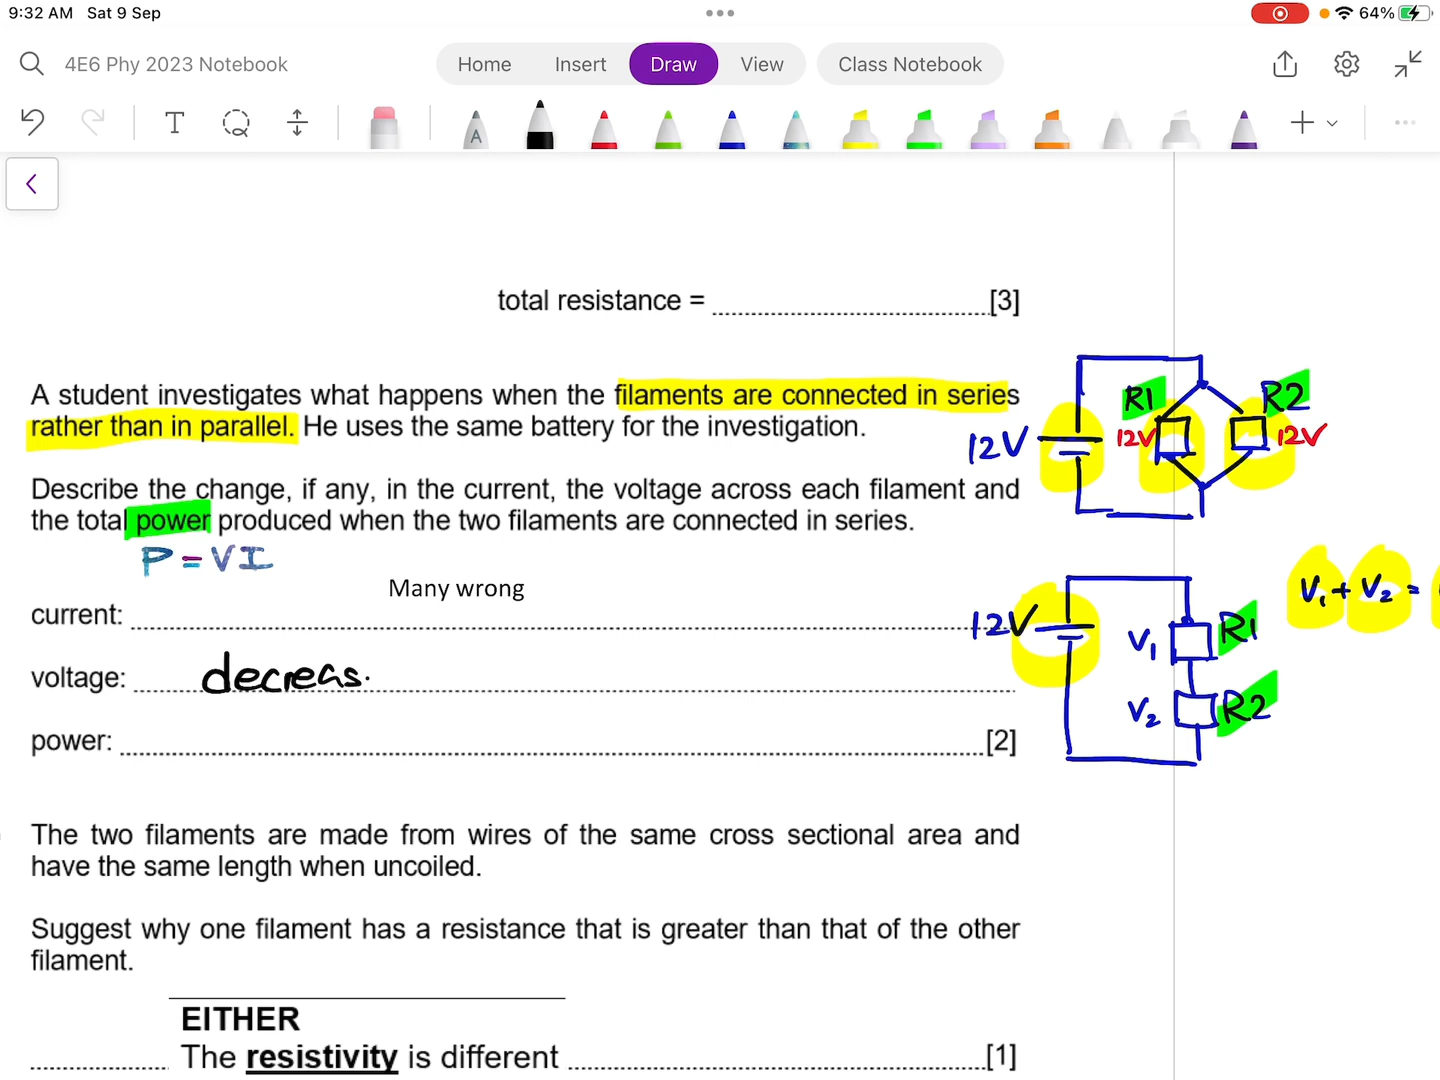 9:32 AM Sat 9 Sep
64%
4E6 Phy 2023 Notebook
Home Insert Draw View Class Notebook
T
A
total resistance = [3]
A student investigates what happens when the filaments are connected in series
rather than in parallel. He uses the same battery for the investigation.
R1 R2
12V 12V 12V
Describe the change, if any, in the current, the voltage across each filament and
the total power produced when the two filaments are connected in series.
P = VI
Many wrong
V₁ + V₂ =
current:
12V V₁ R1
voltage: decreas.
V₂ R2
power: [2]
The two filaments are made from wires of the same cross sectional area and
have the same length when uncoiled.
Suggest why one filament has a resistance that is greater than that of the other
filament.
EITHER
The resistivity is different [1]